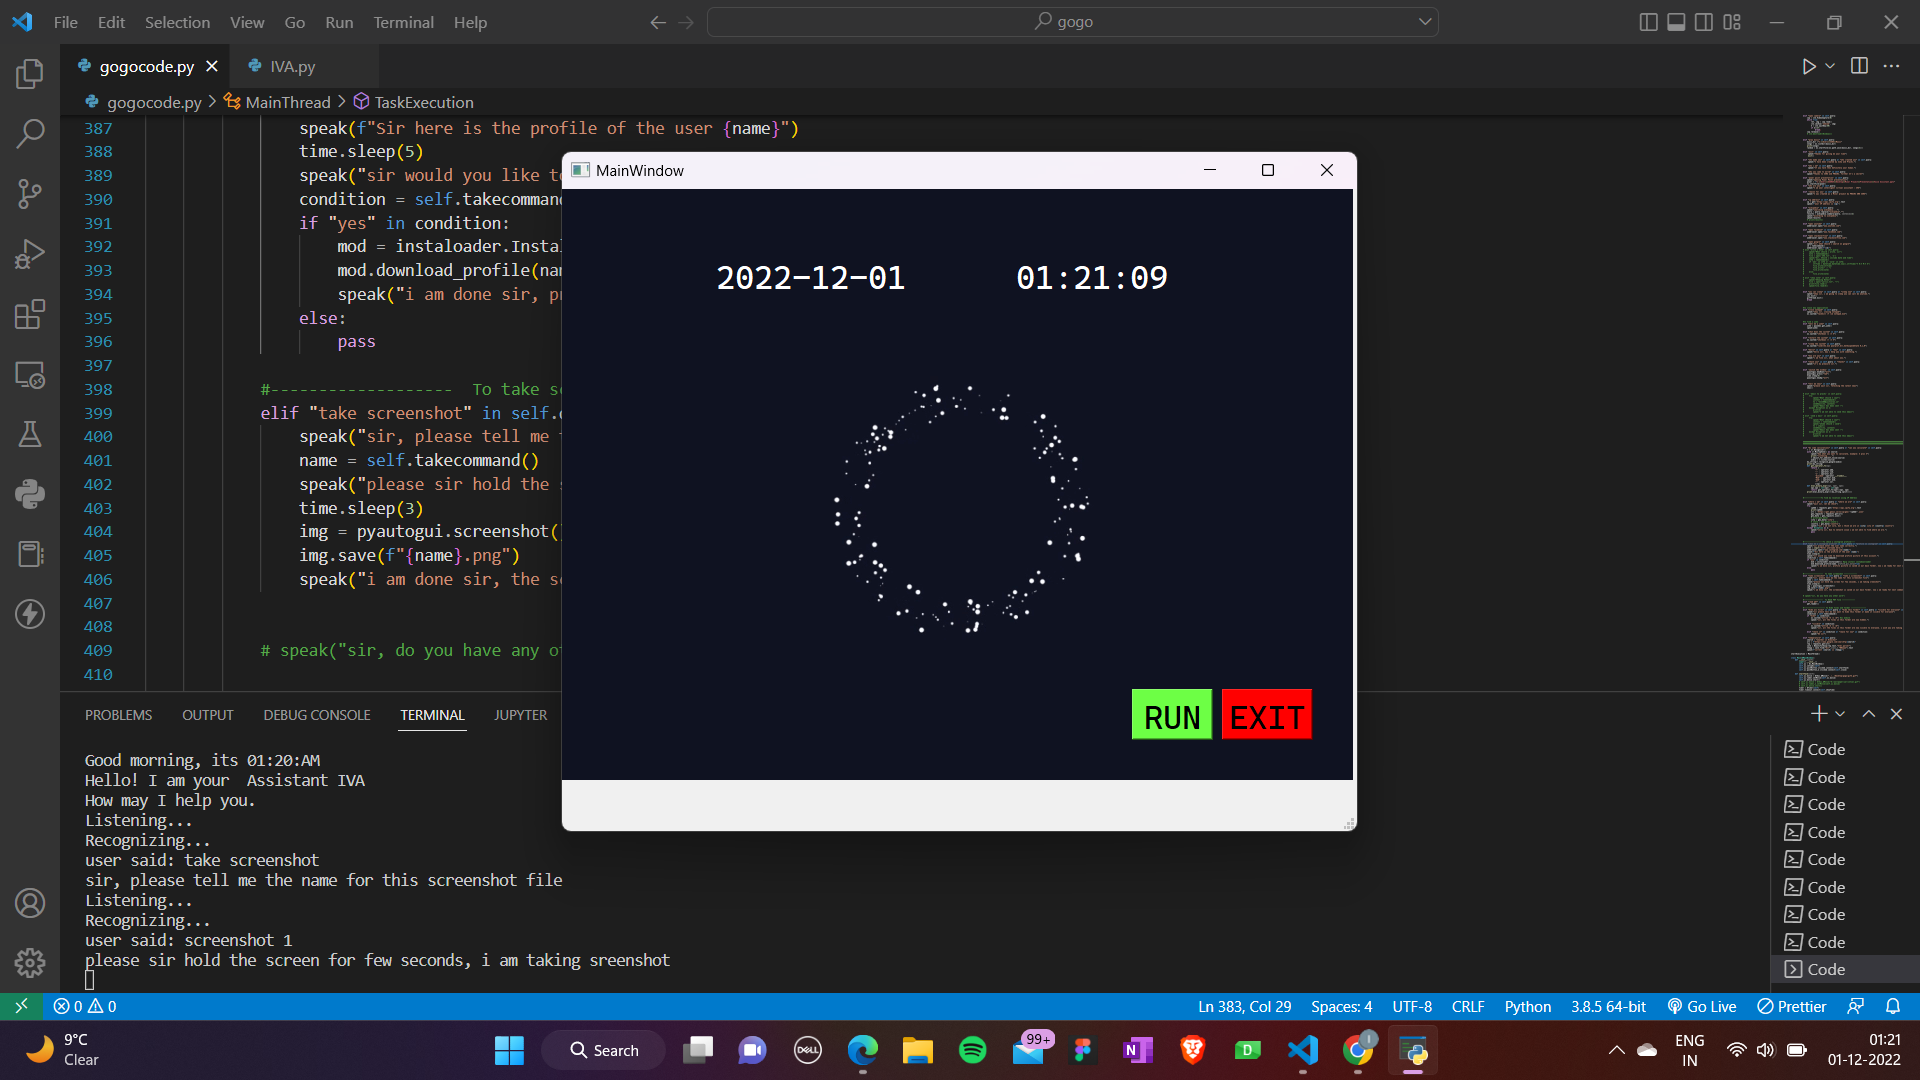 File Edit Selection View Go Run Terminal Help
gogo
gogocode.py
IVA.py
gogocode.py > MainThread > TaskExecution
387 speak(f"Sir here is the profile of the user {name}")
388 time.sleep(5)
389 speak("sir would you like to
390 condition = self.takecommand
391 if "yes" in condition:
392 mod = instaloader.Instal
393 mod.download_profile(nam
394 speak("i am done sir, pr
395 else:
396 pass
397
398 #------------------- To take sc
399 elif "take screenshot" in self.q
400 speak("sir, please tell me t
401 name = self.takecommand()
402 speak("please sir hold the s
403 time.sleep(3)
404 img = pyautogui.screenshot()
405 img.save(f"{name}.png")
406 speak("i am done sir, the sc
407
408
409 # speak("sir, do you have any ot
410
MainWindow
2022-12-01 01:21:09
RUN EXIT
PROBLEMS OUTPUT DEBUG CONSOLE TERMINAL JUPYTER
Good morning, its 01:20:AM
Hello! I am your  Assistant IVA
How may I help you.
Listening...
Recognizing...
user said: take screenshot
sir, please tell me the name for this screenshot file
Listening...
Recognizing...
user said: screenshot 1
please sir hold the screen for few seconds, i am taking sreenshot
Code
Code
Code
Code
Code
Code
Code
Code
Code
0 0
Ln 383, Col 29 Spaces: 4 UTF-8 CRLF Python 3.8.5 64-bit Go Live Prettier
9°C
Clear
Search
DELL
99+
N
D
I
ENG
IN
01:21
01-12-2022